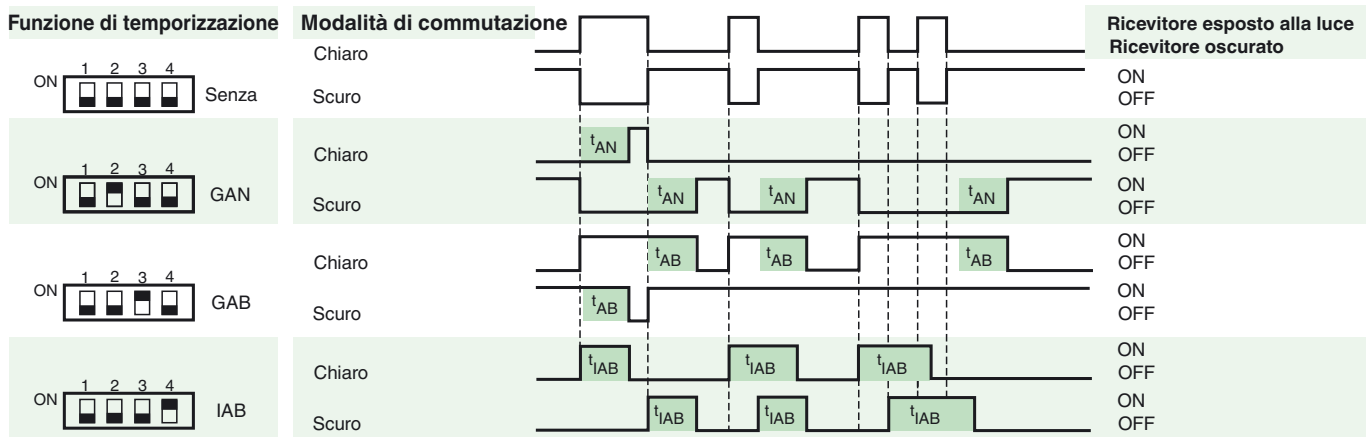 Funzione di temporizzazione Modalità di commutazione Ricevitore esposto alla luce
Ricevitore oscurato
Chiaro
ON 1 2 3 4 Senza
Scuro
ON
OFF
Chiaro tAN ON
OFF
ON 1 2 3 4 GAN
Scuro tAN tAN tAN ON
OFF
Chiaro tAB tAB tAB ON
OFF
ON 1 2 3 4 GAB
Scuro tAB ON
OFF
Chiaro tIAB tIAB tIAB ON
OFF
ON 1 2 3 4 IAB
Scuro tIAB tIAB tIAB ON
OFF